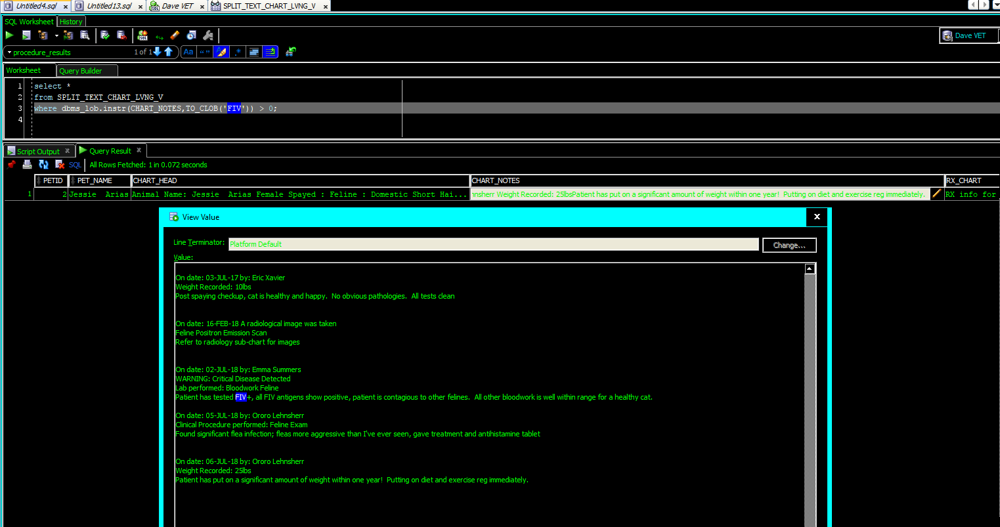 Untitled4.sql × Untitled13.sql × Dave VET × SPLIT_TEXT_CHART_LVNG_V ×
SQL Worksheet History
Dave VET
procedure_results 1 of 1 Aa “” .*
Worksheet Query Builder
1 select *
2 from SPLIT_TEXT_CHART_LVNG_V
3 where dbms_lob.instr(CHART_NOTES,TO_CLOB('FIV')) > 0;
4
Script Output × Query Result ×
SQL All Rows Fetched: 1 in 0.072 seconds
PETID PET_NAME CHART_HEAD CHART_NOTES RX_CHART
1 2 Jessie  Arias Animal Name: Jessie  Arias Female Spayed : Feline : Domestic Short Hai... nnsherr Weight Recorded: 25lbsPatient has put on a significant amount of weight within one year!  Putting on diet and exercise reg immediately. RX info for
View Value X
Line Terminator: Platform Default Change...
Value:
On date: 03-JUL-17 by: Eric Xavier
Weight Recorded: 10lbs
Post spaying checkup, cat is healthy and happy.  No obvious pathologies.  All tests clean
On date: 16-FEB-18 A radiological image was taken
Feline Positron Emission Scan
Refer to radiology sub-chart for images
On date: 02-JUL-18 by: Emma Summers
WARNING: Critical Disease Detected
Lab performed: Bloodwork Feline
Patient has tested FIV+, all FIV antigens show positive, patient is contagious to other felines.  All other bloodwork is well within range for a healthy cat.
On date: 05-JUL-18 by: Ororo Lehnsherr
Clinical Procedure performed: Feline Exam
Found significant flea infection; fleas more aggressive than I've ever seen, gave treatment and antihistamine tablet
On date: 06-JUL-18 by: Ororo Lehnsherr
Weight Recorded: 25lbs
Patient has put on a significant amount of weight within one year!  Putting on diet and exercise reg immediately.